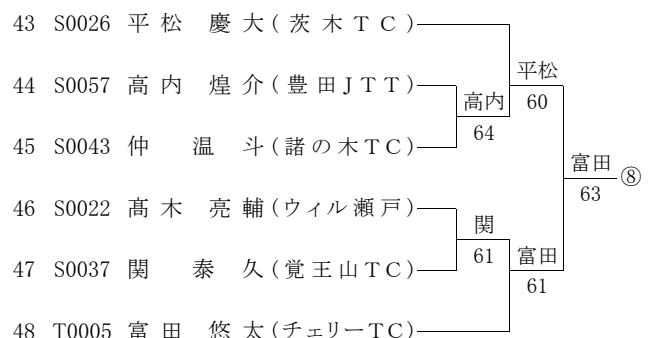 43 S0026 平松 慶大(茨木TC)
平松
44 S0057 高内 煌介(豊田JTT)
高内
60
64
45 S0043 仲 温斗(諸の木TC)
富田
⑧
63
46 S0022 髙木 亮輔(ウィル瀬戸)
関
61
富田
47 S0037 関 泰久(覚王山TC)
61
48 T0005 富田 悠太(チェリーTC)